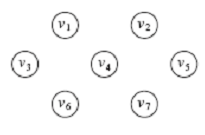 v₁ v₂
v₃ v₄ v₅
v₆ v₇